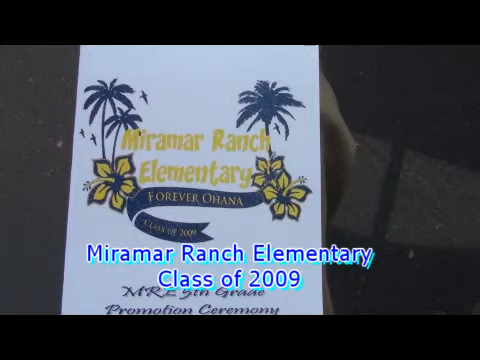 Miramar Ranch
Elementary
FOREVER OHANA
CLASS OF 2009
Miramar Ranch Elementary
Class of 2009
MRE 5th Grade
Promotion Ceremony